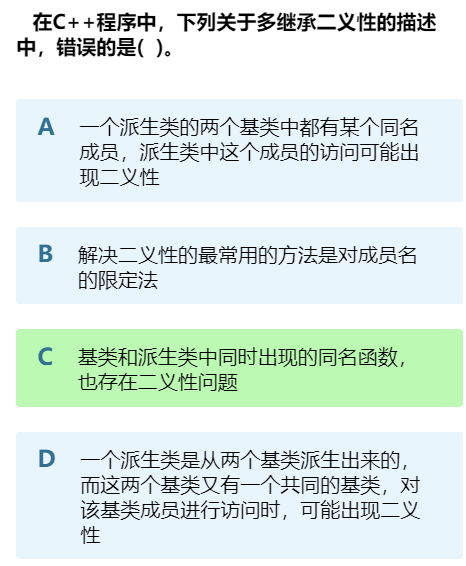 在C++程序中，下列关于多继承二义性的描述
中，错误的是( )。
A 一个派生类的两个基类中都有某个同名
成员，派生类中这个成员的访问可能出
现二义性
B 解决二义性的最常用的方法是对成员名
的限定法
C 基类和派生类中同时出现的同名函数，
也存在二义性问题
D 一个派生类是从两个基类派生出来的，
而这两个基类又有一个共同的基类，对
该基类成员进行访问时，可能出现二义
性